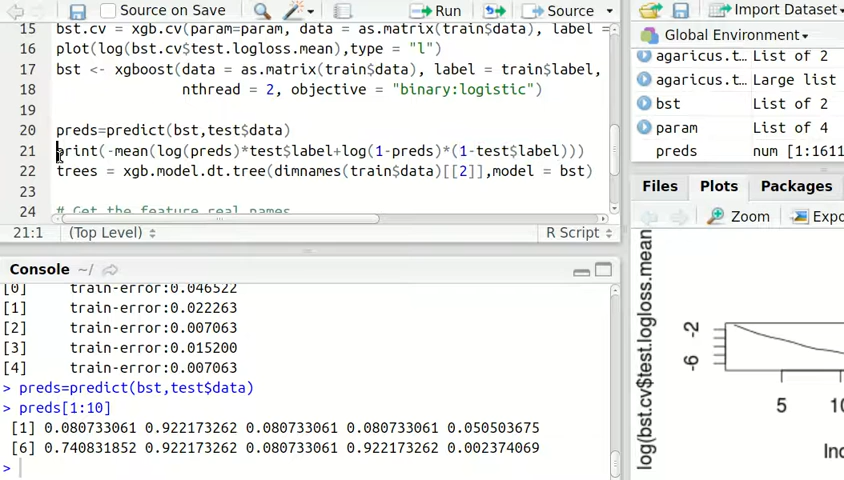 Source on Save
Run
Source
Import Dataset
15 bst.cv = xgb.cv(param=param, data = as.matrix(train$data), label =
16 plot(log(bst.cv$test.logloss.mean),type = "l")
17 bst <- xgboost(data = as.matrix(train$data), label = train$label,
18 nthread = 2, objective = "binary:logistic")
19
20 preds=predict(bst,test$data)
21 print(-mean(log(preds)*test$label+log(1-preds)*(1-test$label)))
22 trees = xgb.model.dt.tree(dimnames(train$data)[[2]],model = bst)
23
24 # Get the feature real names
21:1 (Top Level) R Script
Global Environment
agaricus.t… List of 2
agaricus.t… Large list
bst List of 2
param List of 4
preds num [1:1611
Files Plots Packages
Zoom Expo
Console ~/
[0] train-error:0.046522
[1] train-error:0.022263
[2] train-error:0.007063
[3] train-error:0.015200
[4] train-error:0.007063
> preds=predict(bst,test$data)
> preds[1:10]
[1] 0.080733061 0.922173262 0.080733061 0.080733061 0.050503675
[6] 0.740831852 0.922173262 0.080733061 0.922173262 0.002374069
>
log(bst.cv$test.logloss.mean
-2
-6
5 10
Ind